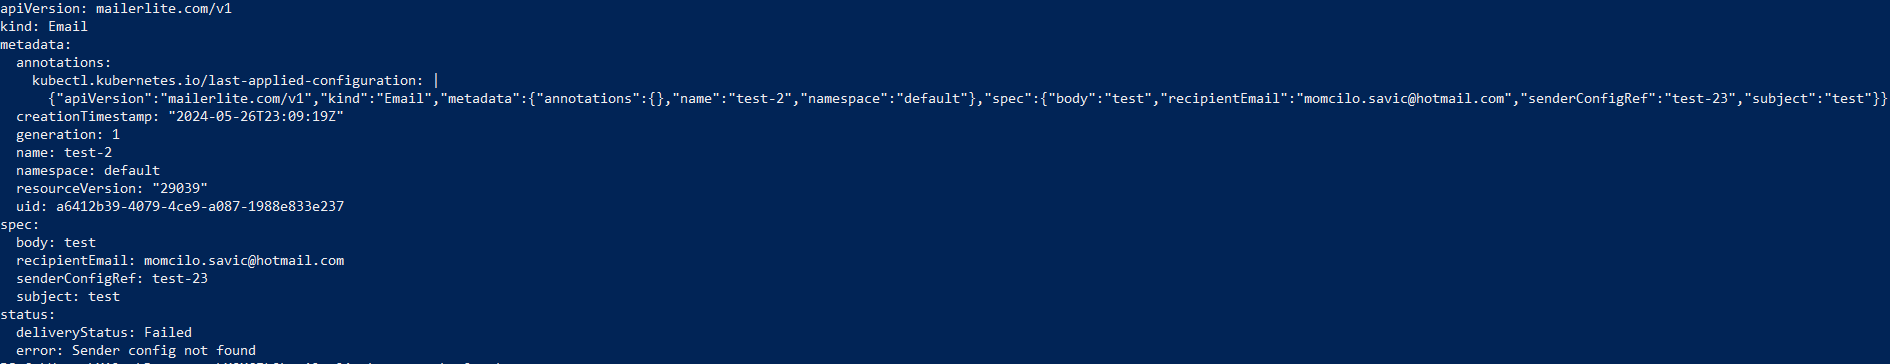 apiVersion: mailerlite.com/v1
kind: Email
metadata:
  annotations:
    kubectl.kubernetes.io/last-applied-configuration: |
      {"apiVersion":"mailerlite.com/v1","kind":"Email","metadata":{"annotations":{},"name":"test-2","namespace":"default"},"spec":{"body":"test","recipientEmail":"momcilo.savic@hotmail.com","senderConfigRef":"test-23","subject":"test"}}
  creationTimestamp: "2024-05-26T23:09:19Z"
  generation: 1
  name: test-2
  namespace: default
  resourceVersion: "29039"
  uid: a6412b39-4079-4ce9-a087-1988e833e237
spec:
  body: test
  recipientEmail: momcilo.savic@hotmail.com
  senderConfigRef: test-23
  subject: test
status:
  deliveryStatus: Failed
  error: Sender config not found